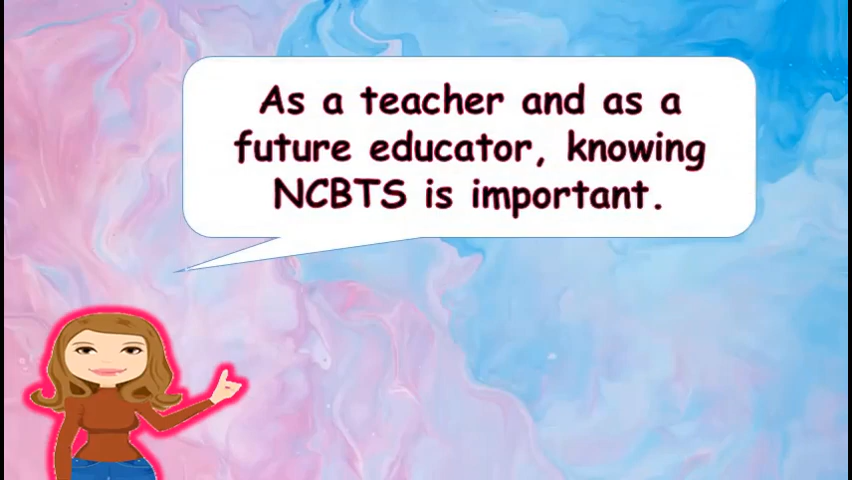 As a teacher and as a
future educator, knowing
NCBTS is important.